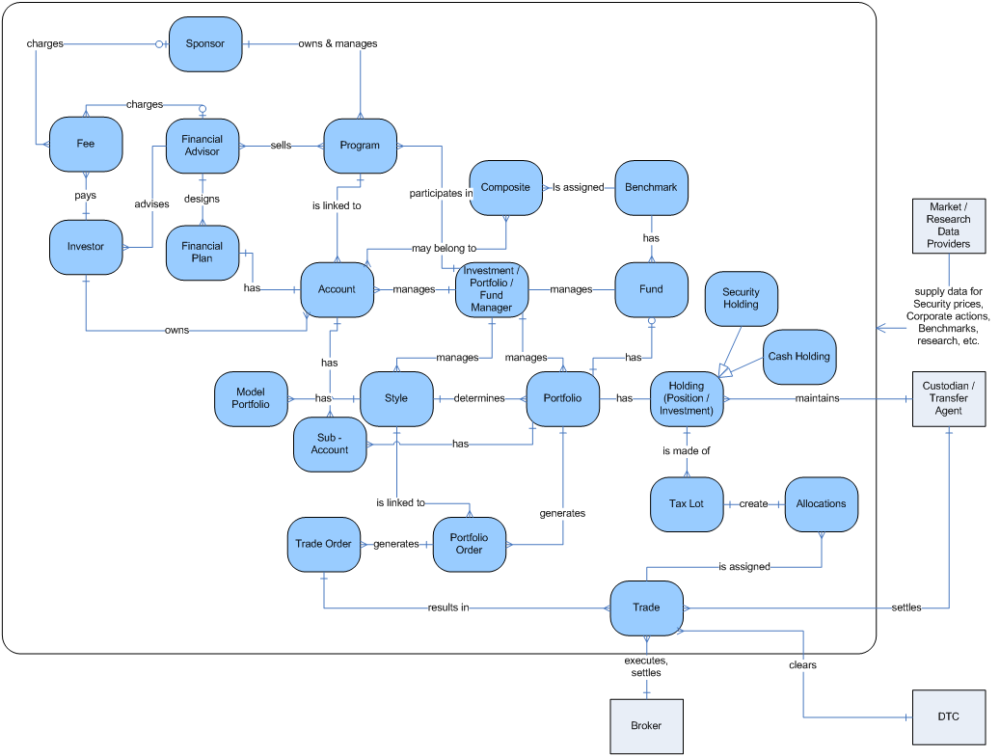 charges
Sponsor
owns & manages
charges
Fee
Financial
Advisor
sells
Program
pays
advises
designs
is linked to
participates in
Composite
Is assigned
Benchmark
Market /
Research
Data
Providers
Investor
Financial
Plan
may belong to
has
has
Account
manages
Investment /
Portfolio /
Fund
Manager
manages
Fund
Security
Holding
supply data for
Security prices,
Corporate actions,
Benchmarks,
research, etc.
owns
has
manages
manages
has
Cash Holding
Model
Portfolio
has
Style
determines
Portfolio
has
Holding
(Position /
Investment)
maintains
Custodian /
Transfer
Agent
Sub -
Account
has
is made of
is linked to
generates
Tax Lot
create
Allocations
Trade Order
generates
Portfolio
Order
is assigned
results in
Trade
settles
executes,
settles
clears
Broker
DTC